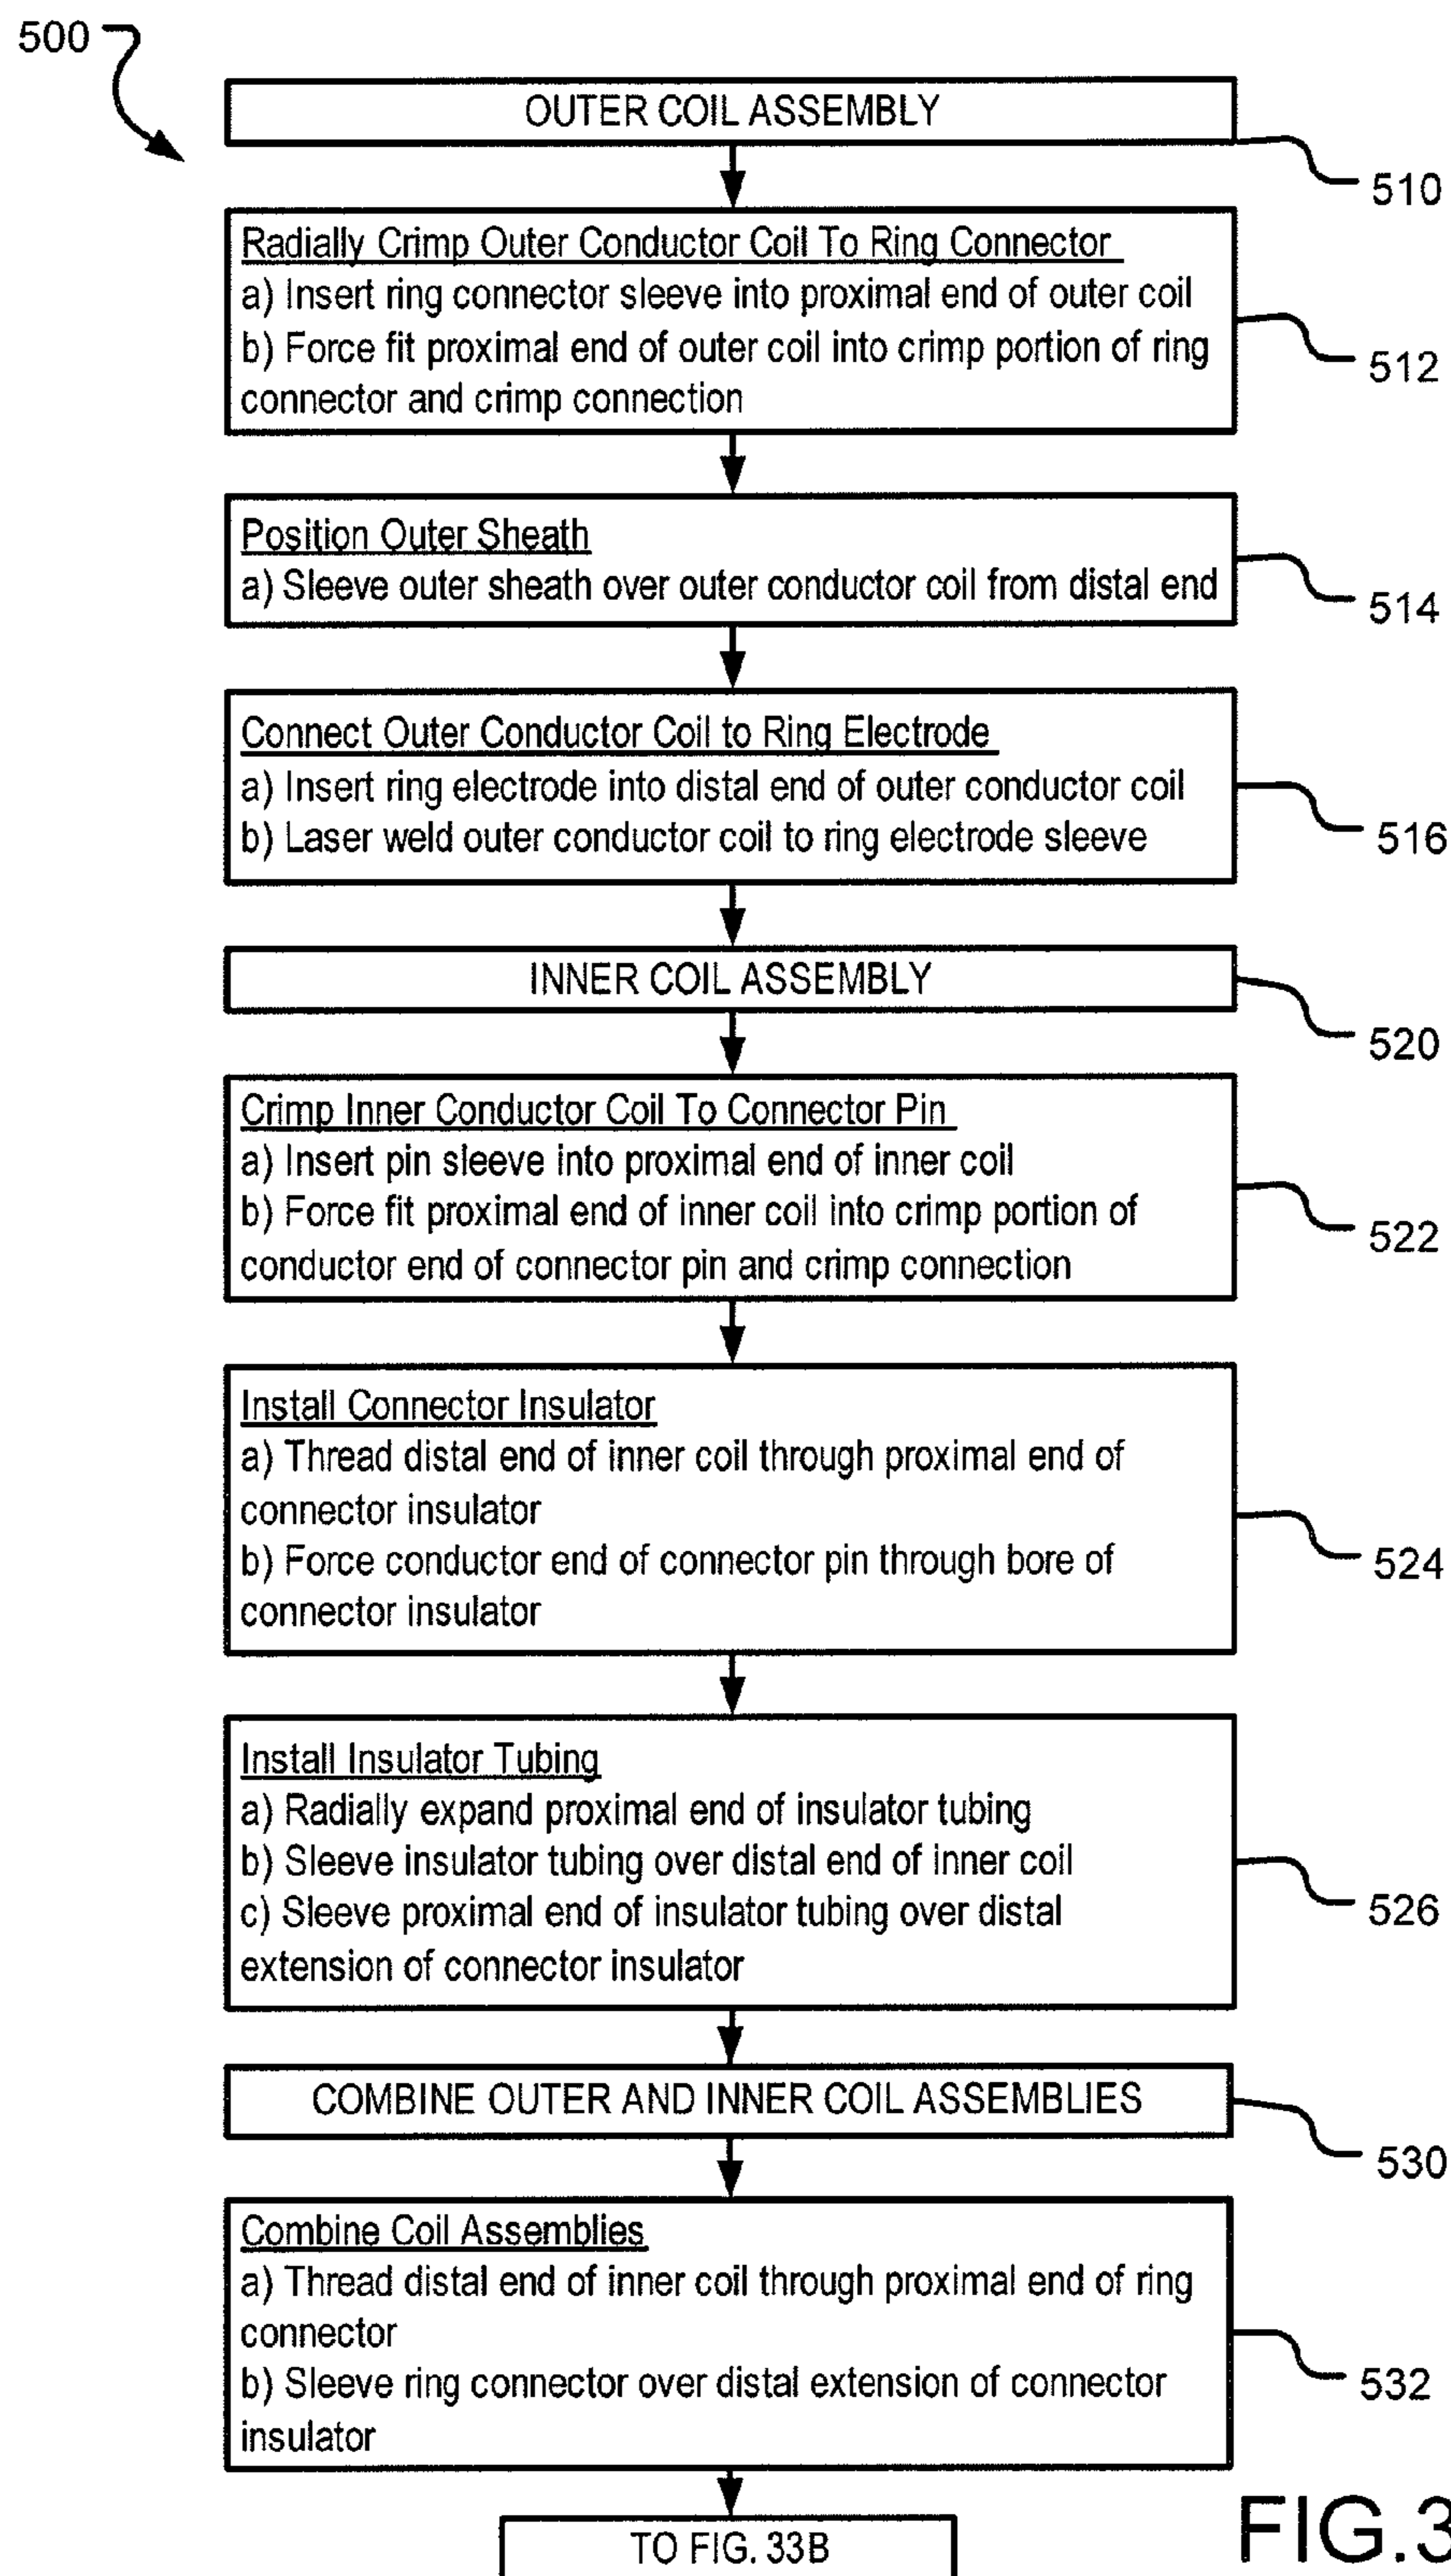 500
OUTER COIL ASSEMBLY
510
Radially Crimp Outer Conductor Coil To Ring Connector
a) Insert ring connector sleeve into proximal end of outer coil
b) Force fit proximal end of outer coil into crimp portion of ring
connector and crimp connection
512
Position Outer Sheath
a) Sleeve outer sheath over outer conductor coil from distal end
514
Connect Outer Conductor Coil to Ring Electrode
a) Insert ring electrode into distal end of outer conductor coil
b) Laser weld outer conductor coil to ring electrode sleeve
516
INNER COIL ASSEMBLY
520
Crimp Inner Conductor Coil To Connector Pin
a) Insert pin sleeve into proximal end of inner coil
b) Force fit proximal end of inner coil into crimp portion of
conductor end of connector pin and crimp connection
522
Install Connector Insulator
a) Thread distal end of inner coil through proximal end of
connector insulator
b) Force conductor end of connector pin through bore of
connector insulator
524
Install Insulator Tubing
a) Radially expand proximal end of insulator tubing
b) Sleeve insulator tubing over distal end of inner coil
c) Sleeve proximal end of insulator tubing over distal
extension of connector insulator
526
COMBINE OUTER AND INNER COIL ASSEMBLIES
530
Combine Coil Assemblies
a) Thread distal end of inner coil through proximal end of ring
connector
b) Sleeve ring connector over distal extension of connector
insulator
532
TO FIG. 33B
FIG.3